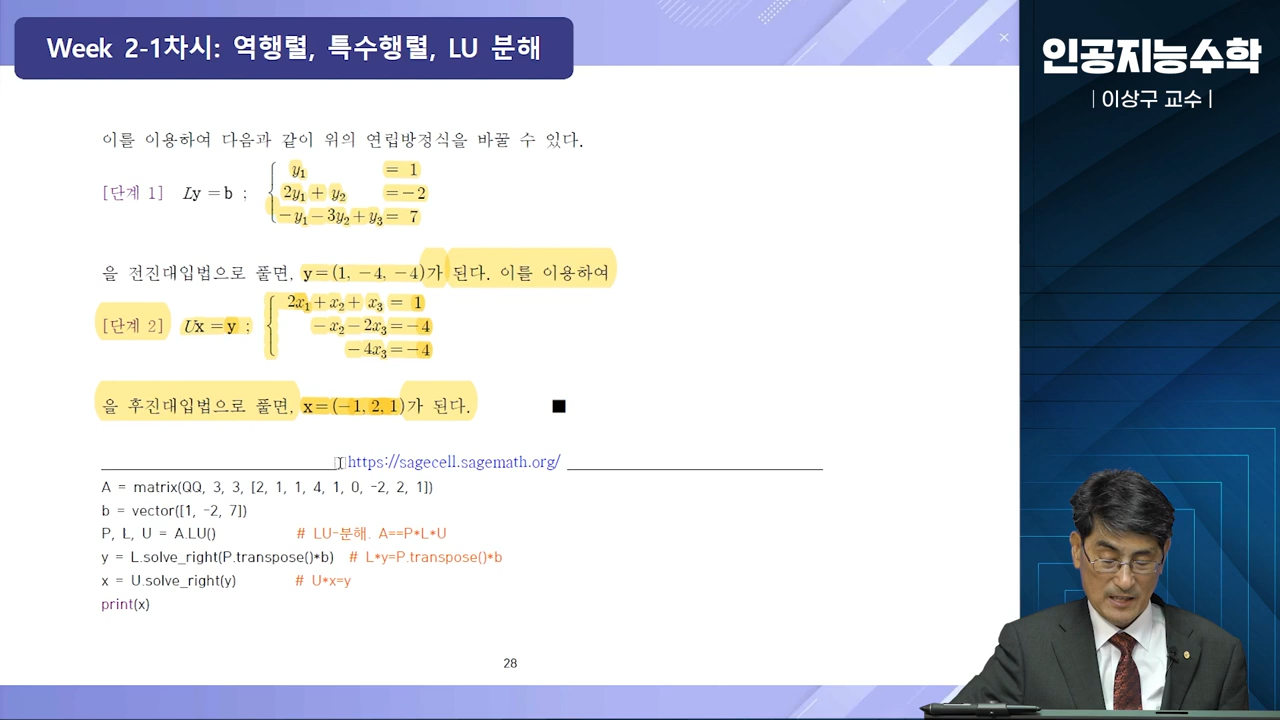 Week 2-1차시: 역행렬, 특수행렬, LU 분해
인공지능수학
| 이상구 교수 |
이를 이용하여 다음과 같이 위의 연립방정식을 바꿀 수 있다.
[단계 1] Ly = b ; { y₁ = 1
2y₁ + y₂ = −2
−y₁ − 3y₂ + y₃ = 7
을 전진대입법으로 풀면, y = (1, −4, −4)가 된다. 이를 이용하여
[단계 2] Ux = y ; { 2x₁ + x₂ + x₃ = 1
−x₂ − 2x₃ = −4
−4x₃ = −4
을 후진대입법으로 풀면, x = (−1, 2, 1)가 된다. ■
https://sagecell.sagemath.org/
A = matrix(QQ, 3, 3, [2, 1, 1, 4, 1, 0, -2, 2, 1])
b = vector([1, -2, 7])
P, L, U = A.LU() # LU-분해. A==P*L*U
y = L.solve_right(P.transpose()*b) # L*y=P.transpose()*b
x = U.solve_right(y) # U*x=y
print(x)
28